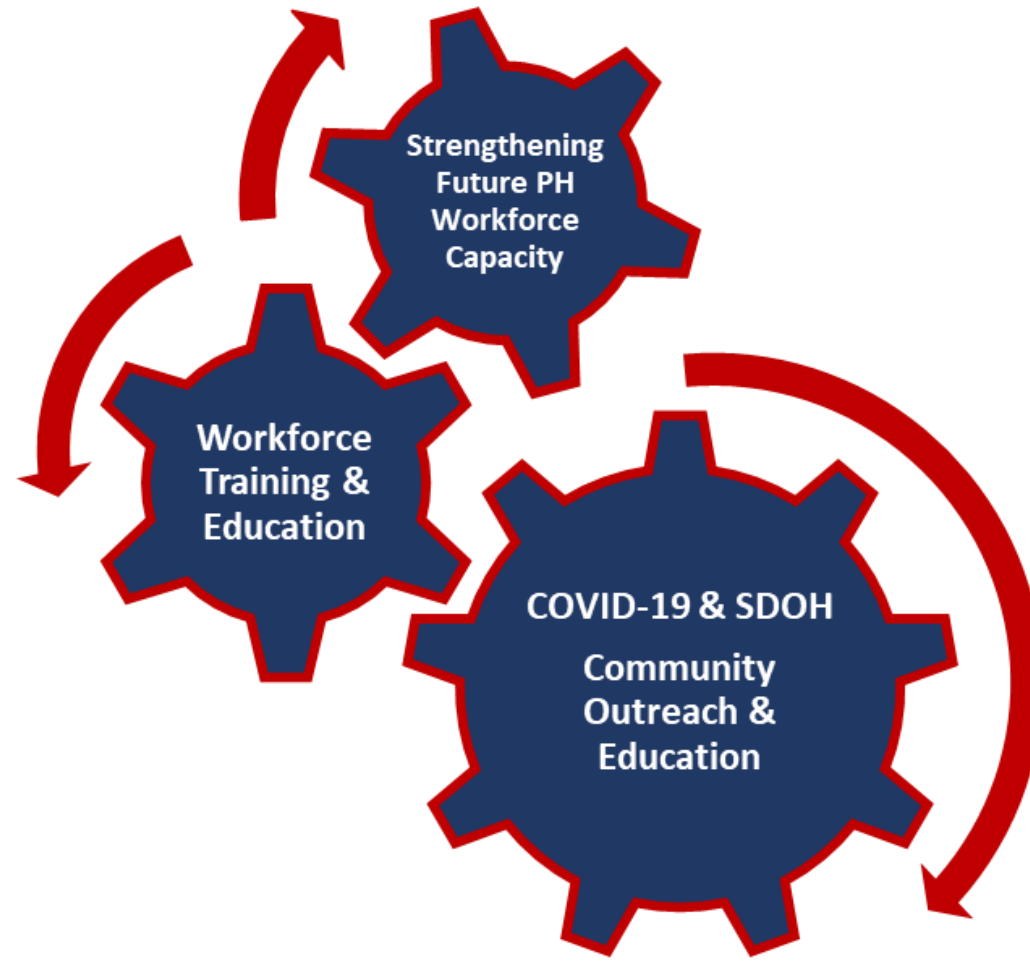 Strengthening
Future PH
Workforce
Capacity
Workforce
Training &
Education
COVID-19 & SDOH
Community
Outreach &
Education